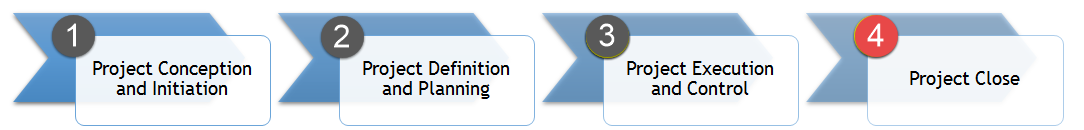 1
Project Conception
and Initiation
2
Project Definition
and Planning
3
Project Execution
and Control
4
Project Close